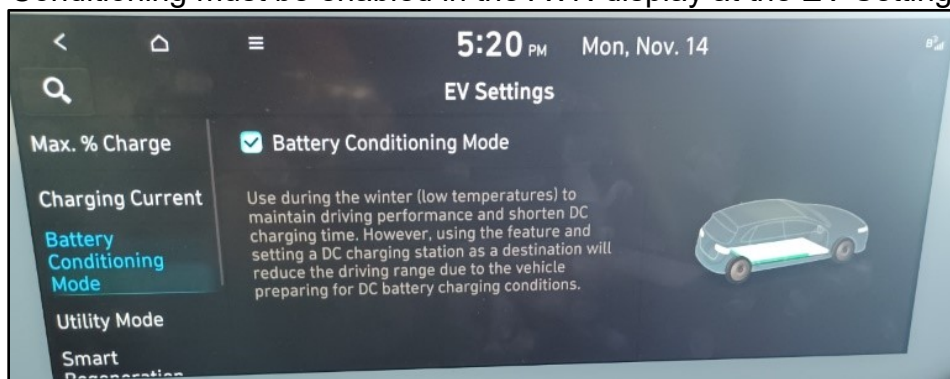 Conditioning must be enabled in the AVN display at the EV Setting
5:20 PM Mon, Nov. 14
EV Settings
Max. % Charge
Charging Current
Battery
Conditioning
Mode
Utility Mode
Smart
Regeneration
Battery Conditioning Mode
Use during the winter (low temperatures) to
maintain driving performance and shorten DC
charging time. However, using the feature and
setting a DC charging station as a destination will
reduce the driving range due to the vehicle
preparing for DC battery charging conditions.